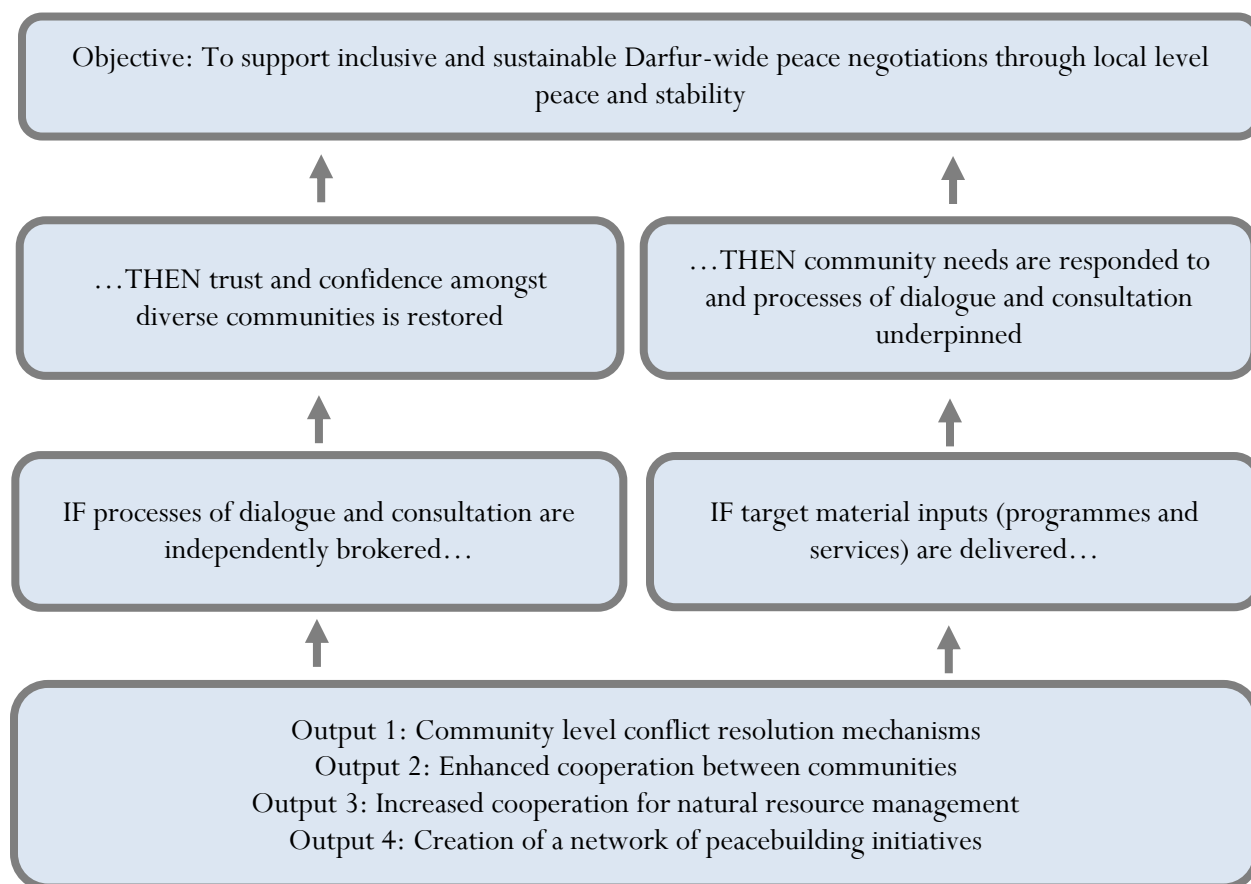 Objective: To support inclusive and sustainable Darfur-wide peace negotiations through local level
peace and stability
…THEN trust and confidence amongst
diverse communities is restored
…THEN community needs are responded to
and processes of dialogue and consultation
underpinned
IF processes of dialogue and consultation are
independently brokered…
IF target material inputs (programmes and
services) are delivered…
Output 1: Community level conflict resolution mechanisms
Output 2: Enhanced cooperation between communities
Output 3: Increased cooperation for natural resource management
Output 4: Creation of a network of peacebuilding initiatives